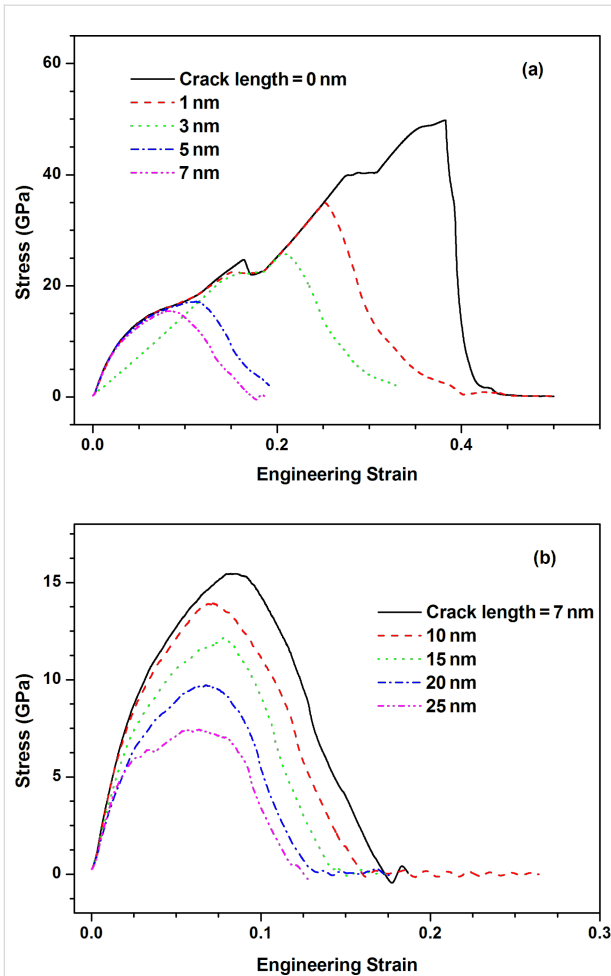 60
(a)
Crack length = 0 nm
1 nm
3 nm
5 nm
7 nm
40
20
0
Stress (GPa)
0.0
0.2
0.4
Engineering Strain
(b)
15
Crack length = 7 nm
10 nm
15 nm
20 nm
25 nm
10
5
0
Stress (GPa)
0.0
0.1
0.2
0.3
Engineering Strain